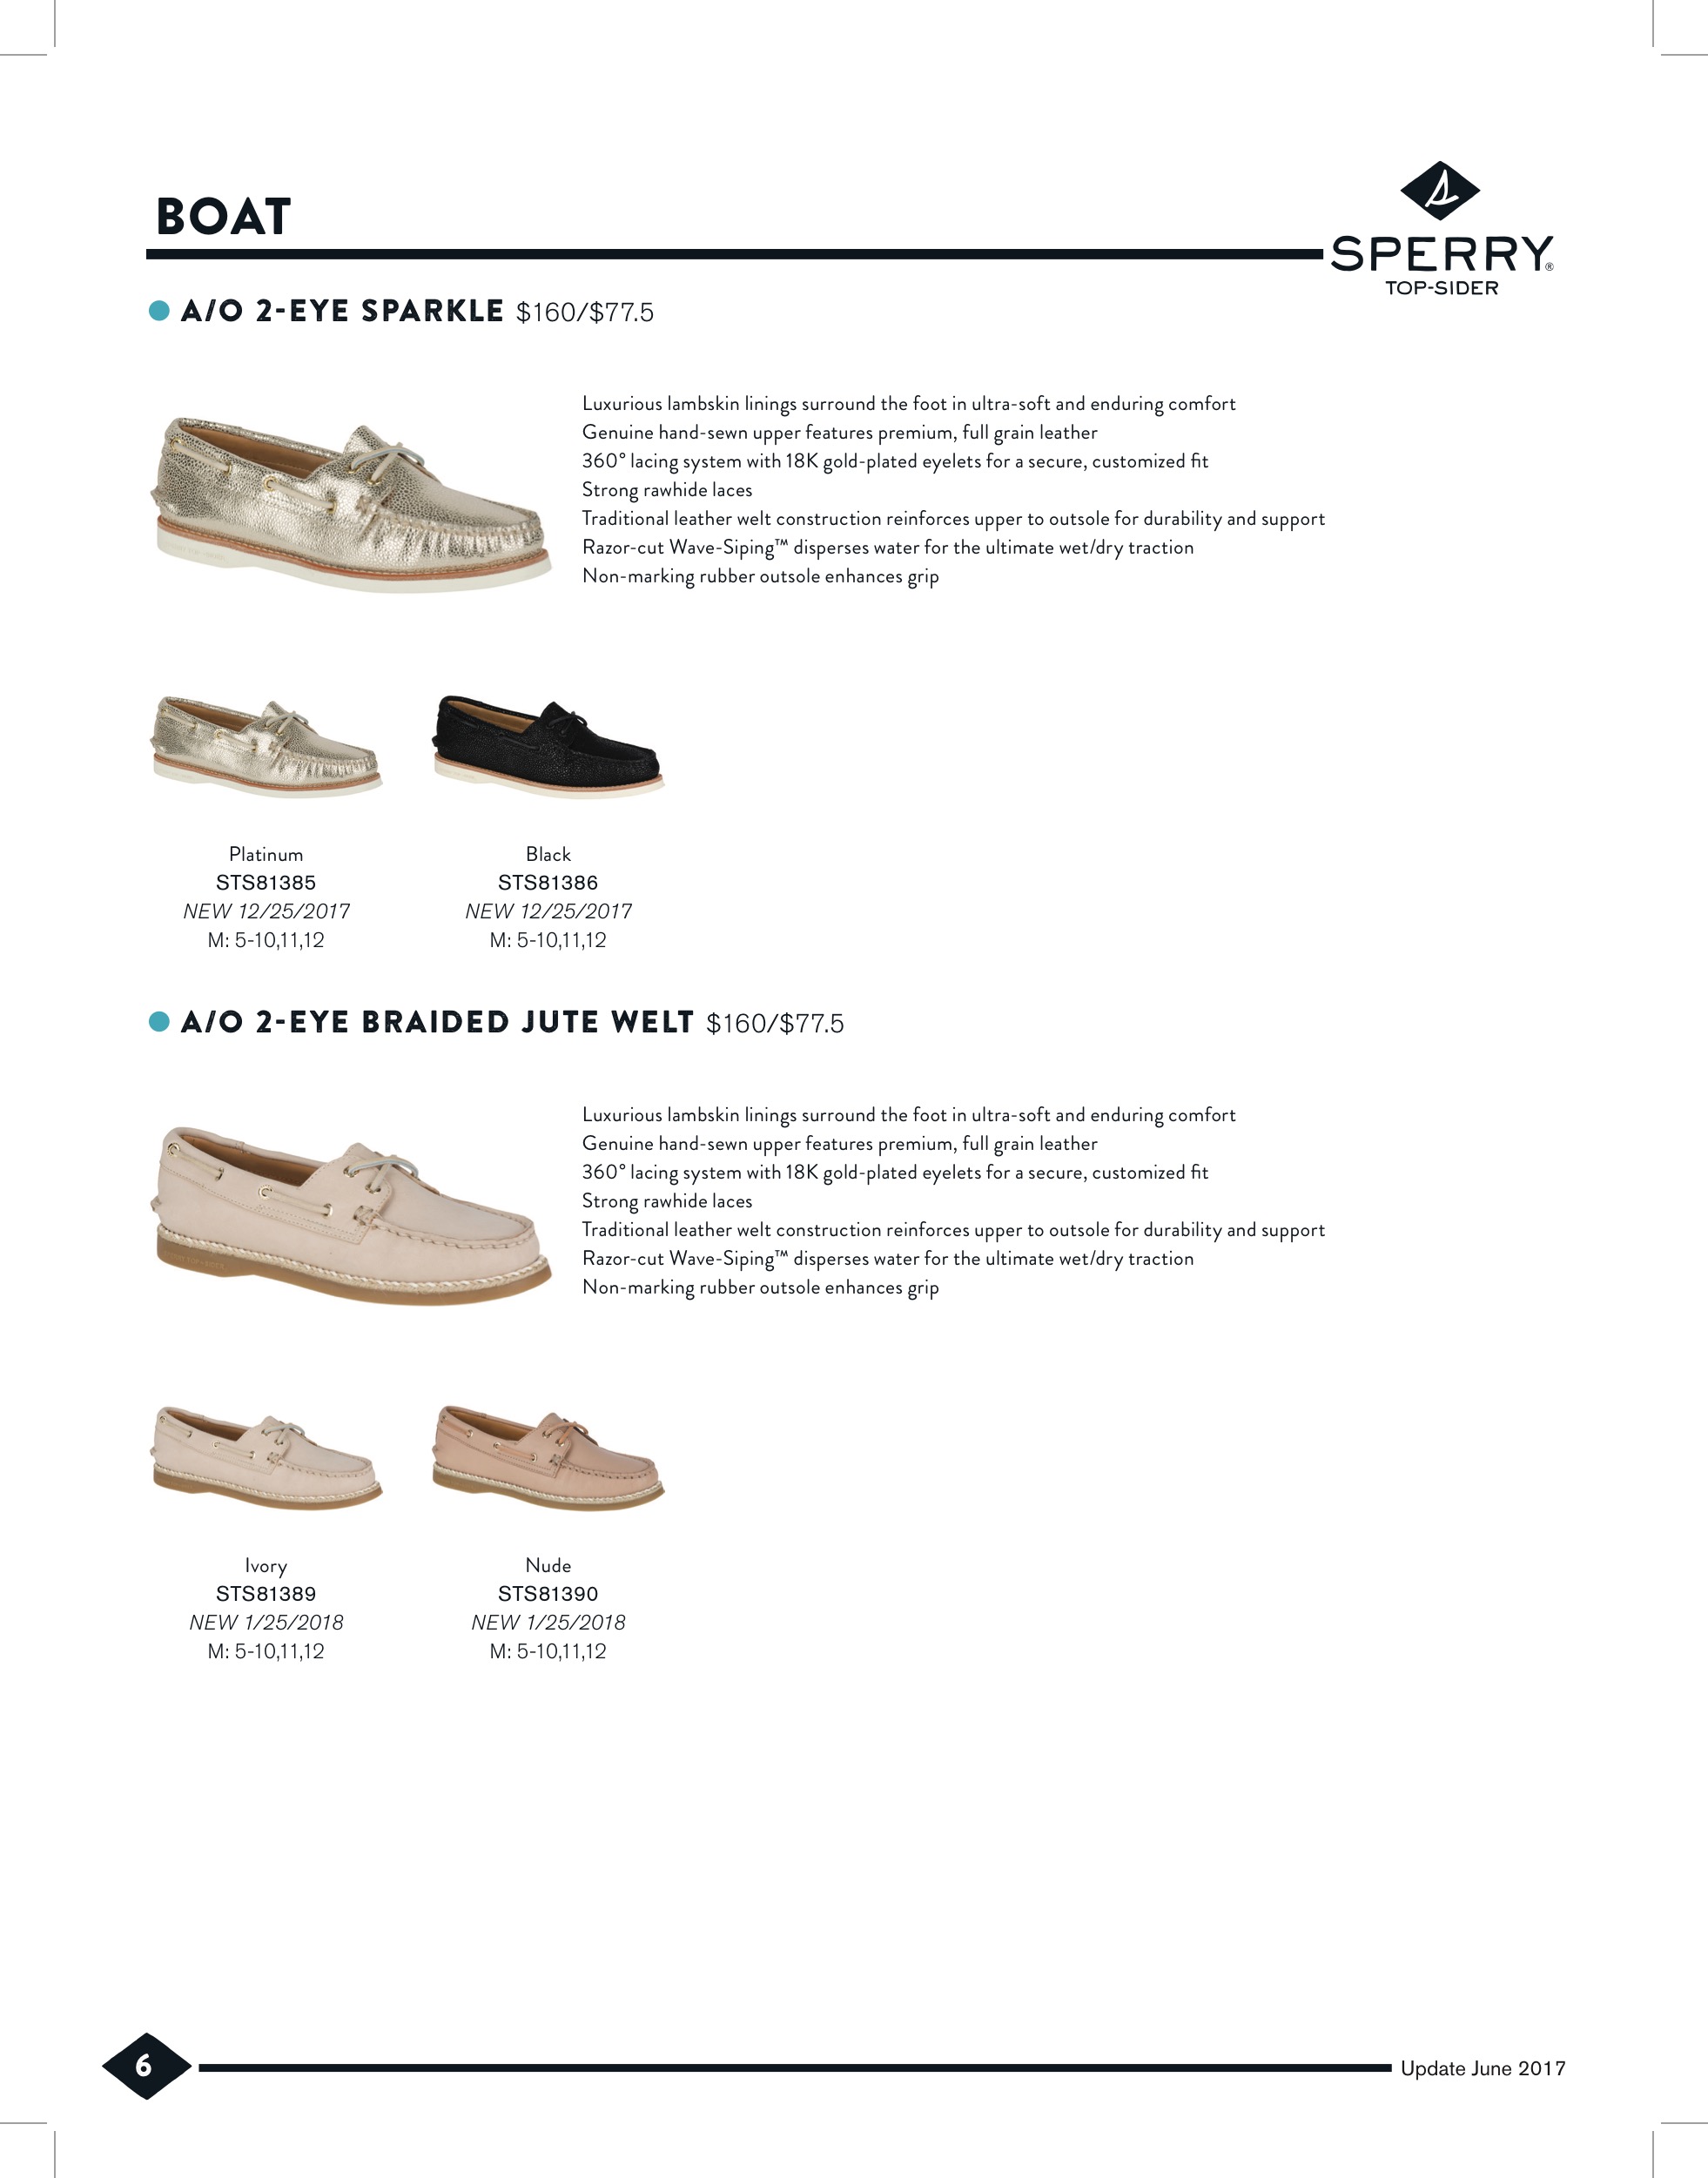 BOAT
SPERRY®
TOP-SIDER
A/O 2-EYE SPARKLE $160/$77.5
Luxurious lambskin linings surround the foot in ultra-soft and enduring comfort
Genuine hand-sewn upper features premium, full grain leather
360° lacing system with 18K gold-plated eyelets for a secure, customized fit
Strong rawhide laces
Traditional leather welt construction reinforces upper to outsole for durability and support
Razor-cut Wave-Siping™ disperses water for the ultimate wet/dry traction
Non-marking rubber outsole enhances grip
Platinum
STS81385
NEW 12/25/2017
M: 5-10,11,12
Black
STS81386
NEW 12/25/2017
M: 5-10,11,12
A/O 2-EYE BRAIDED JUTE WELT $160/$77.5
Luxurious lambskin linings surround the foot in ultra-soft and enduring comfort
Genuine hand-sewn upper features premium, full grain leather
360° lacing system with 18K gold-plated eyelets for a secure, customized fit
Strong rawhide laces
Traditional leather welt construction reinforces upper to outsole for durability and support
Razor-cut Wave-Siping™ disperses water for the ultimate wet/dry traction
Non-marking rubber outsole enhances grip
Ivory
STS81389
NEW 1/25/2018
M: 5-10,11,12
Nude
STS81390
NEW 1/25/2018
M: 5-10,11,12
6
Update June 2017